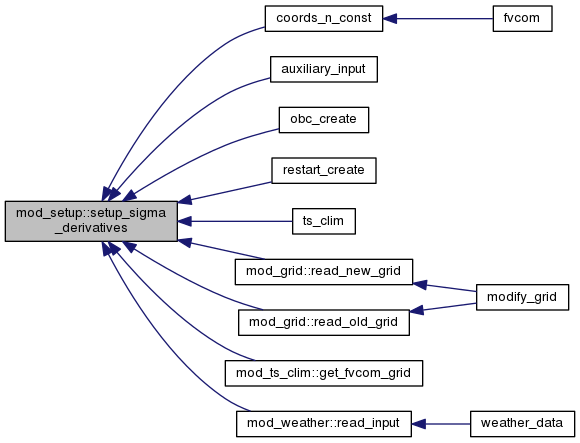 coords_n_const
fvcom
auxiliary_input
obc_create
restart_create
mod_setup::setup_sigma
_derivatives
ts_clim
mod_grid::read_new_grid
modify_grid
mod_grid::read_old_grid
mod_ts_clim::get_fvcom_grid
mod_weather::read_input
weather_data